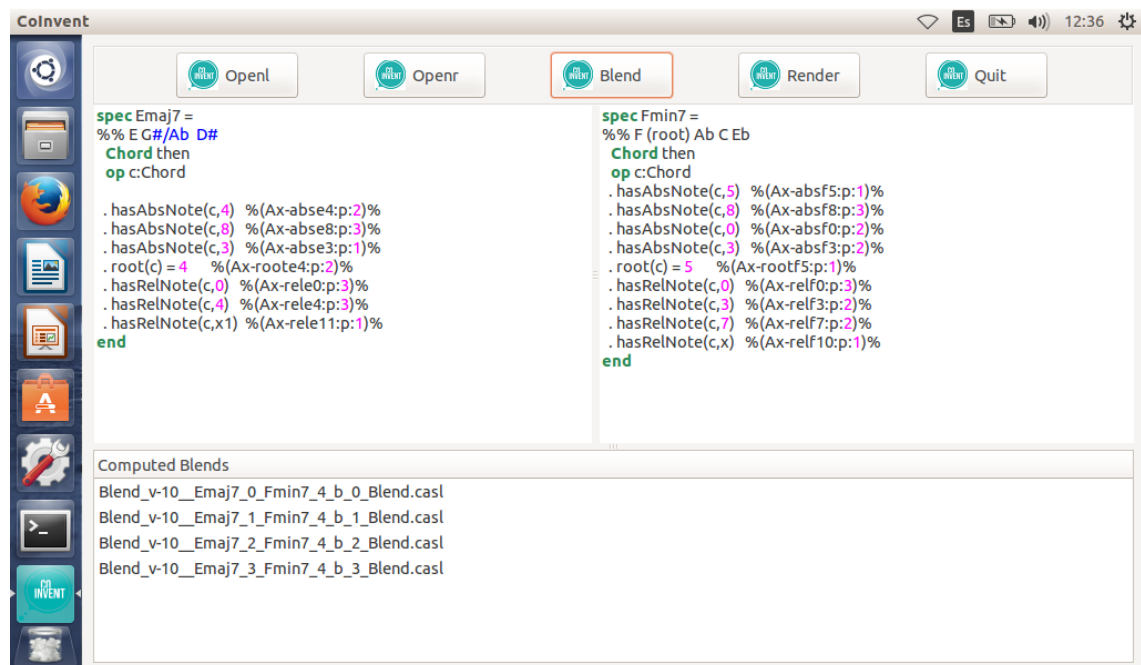 CoInvent
Es
12:36
Openl
Openr
Blend
Render
Quit
spec Emaj7 =
%% E G#/Ab  D#
Chord then
op c:Chord
. hasAbsNote(c,4)  %(Ax-abse4:p:2)%
. hasAbsNote(c,8)  %(Ax-abse8:p:3)%
. hasAbsNote(c,3)  %(Ax-abse3:p:1)%
. root(c) = 4    %(Ax-roote4:p:2)%
. hasRelNote(c,0)  %(Ax-rele0:p:3)%
. hasRelNote(c,4)  %(Ax-rele4:p:3)%
. hasRelNote(c,x1) %(Ax-rele11:p:1)%
end
spec Fmin7 =
%% F (root) Ab C Eb
Chord then
op c:Chord
. hasAbsNote(c,5)  %(Ax-absf5:p:1)%
. hasAbsNote(c,8)  %(Ax-absf8:p:3)%
. hasAbsNote(c,0)  %(Ax-absf0:p:2)%
. hasAbsNote(c,3)  %(Ax-absf3:p:2)%
. root(c) = 5    %(Ax-rootf5:p:1)%
. hasRelNote(c,0)  %(Ax-relf0:p:3)%
. hasRelNote(c,3)  %(Ax-relf3:p:2)%
. hasRelNote(c,7)  %(Ax-relf7:p:2)%
. hasRelNote(c,x)  %(Ax-relf10:p:1)%
end
Computed Blends
Blend_v-10__Emaj7_0_Fmin7_4_b_0_Blend.casl
Blend_v-10__Emaj7_1_Fmin7_4_b_1_Blend.casl
Blend_v-10__Emaj7_2_Fmin7_4_b_2_Blend.casl
Blend_v-10__Emaj7_3_Fmin7_4_b_3_Blend.casl
CO
INVENT